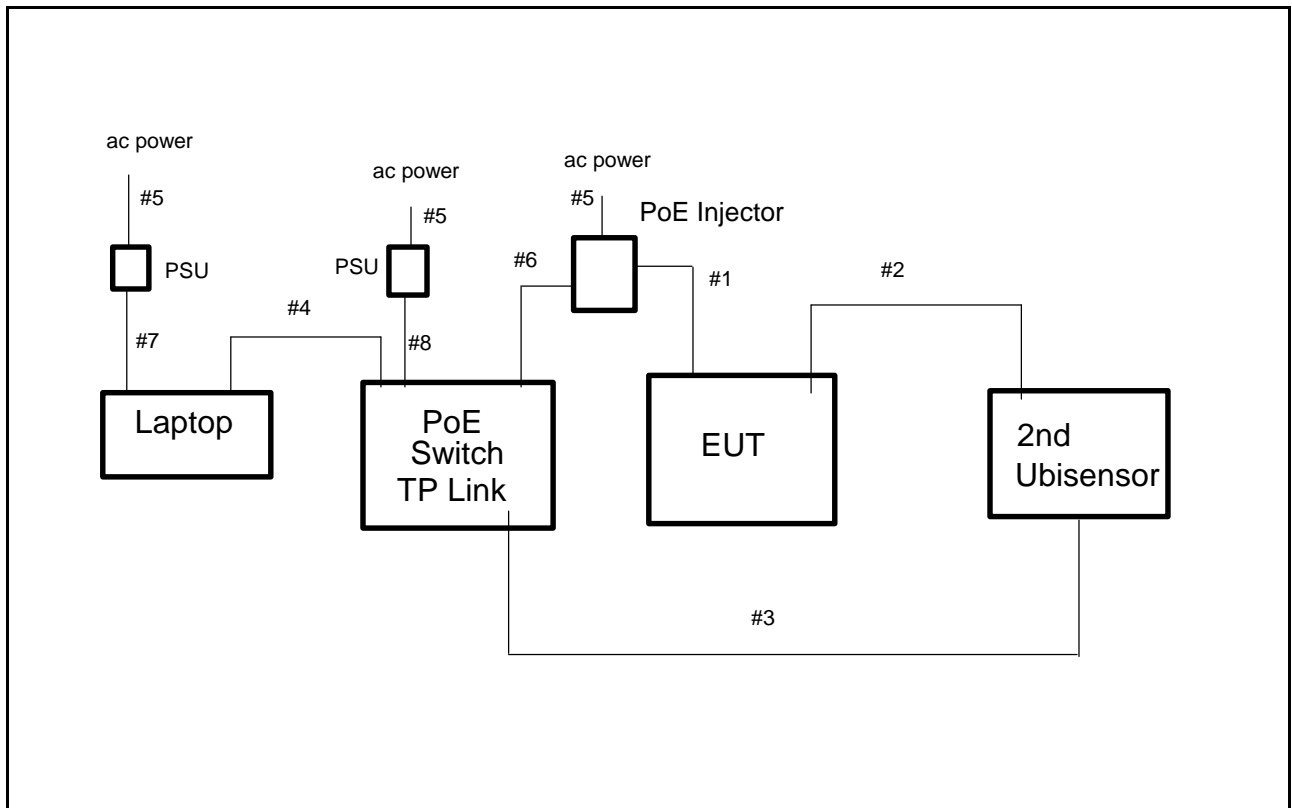 ac power
ac power
ac power
#5
#5
#5
PoE Injector
PSU
PSU
#6
#1
#2
#4
#7
#8
Laptop
PoE
Switch
TP Link
EUT
2nd
Ubisensor
#3